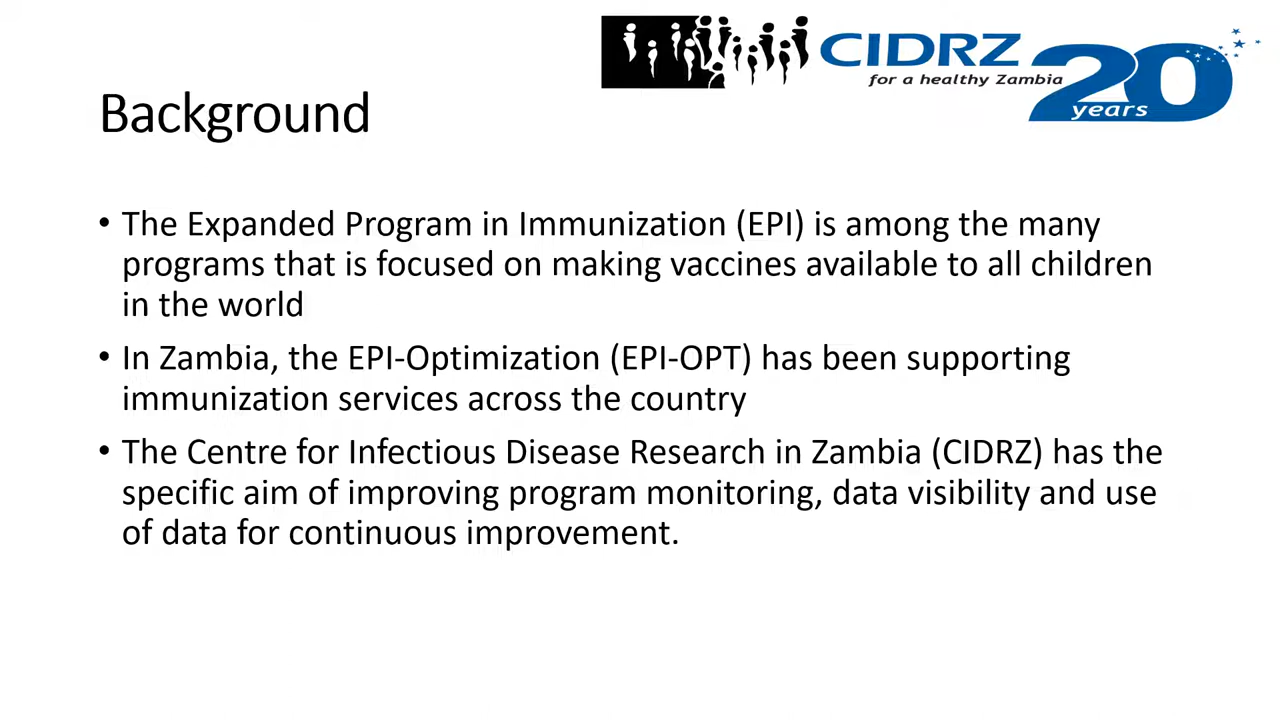 CIDRZ
for a healthy Zambia
20
years
Background
• The Expanded Program in Immunization (EPI) is among the many
programs that is focused on making vaccines available to all children
in the world
• In Zambia, the EPI-Optimization (EPI-OPT) has been supporting
immunization services across the country
• The Centre for Infectious Disease Research in Zambia (CIDRZ) has the
specific aim of improving program monitoring, data visibility and use
of data for continuous improvement.